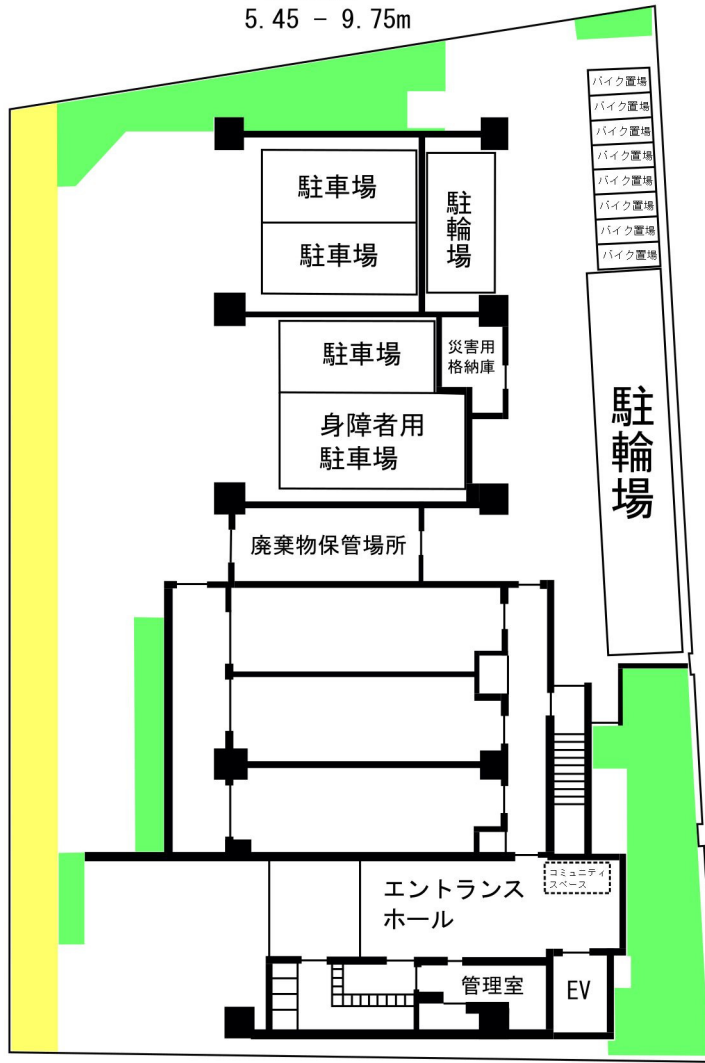 5.45 - 9.75m
バイク置場
バイク置場
バイク置場
バイク置場
バイク置場
バイク置場
バイク置場
バイク置場
駐車場
駐車場
駐輪場
駐車場
災害用
格納庫
身障者用
駐車場
駐輪場
廃棄物保管場所
エントランス
ホール
コミュニティ
スペース
管理室
EV